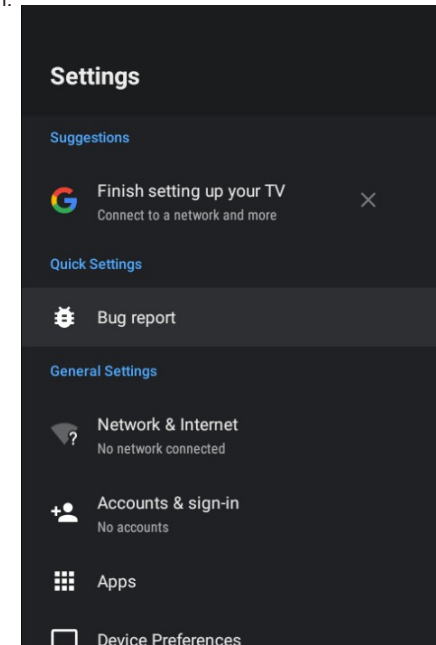 Settings
Suggestions
Finish setting up your TV
Connect to a network and more
Quick Settings
Bug report
General Settings
Network & Internet
No network connected
Accounts & sign-in
No accounts
Apps
Device Preferences